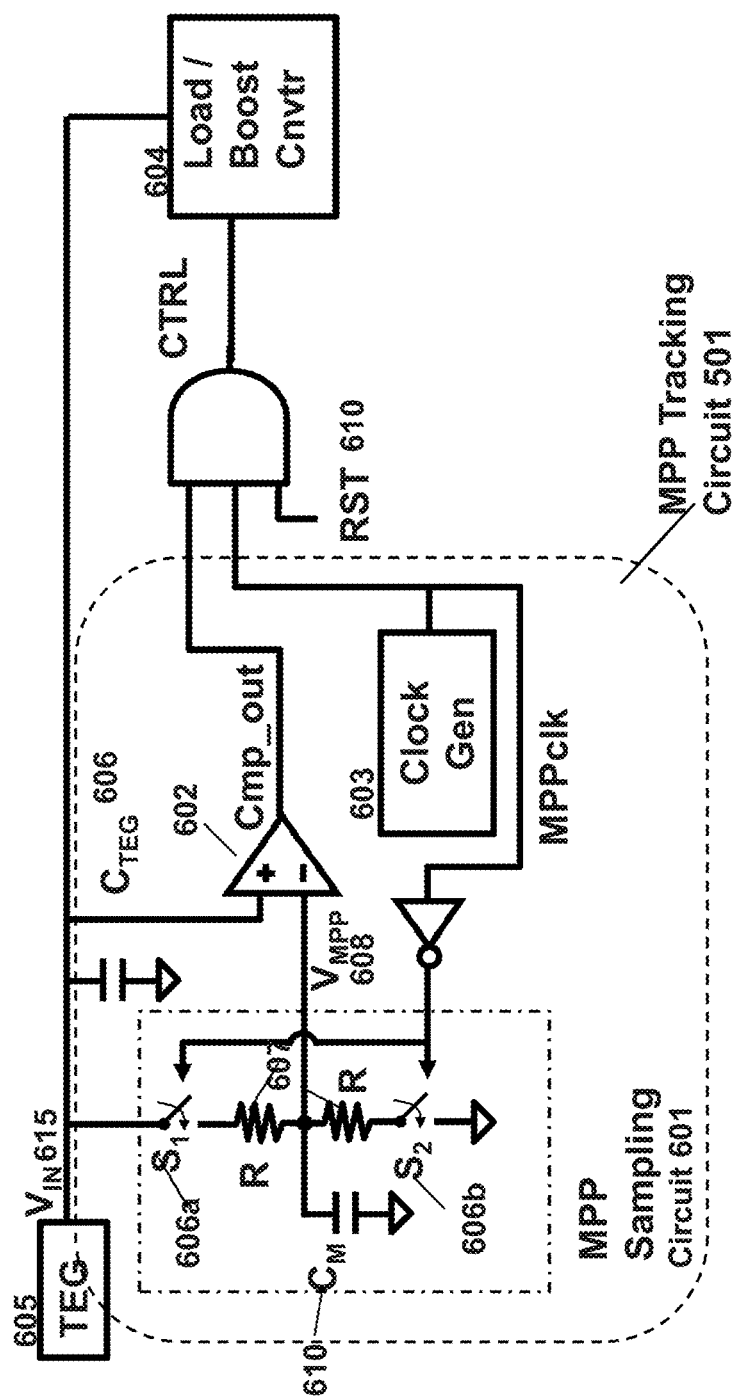 605
TEG
V_IN 615
C_TEG 606
604
Load /
Boost
Cnvtr
CTRL
RST 610
602
+
−
Cmp_out
V_MPP
608
603
Clock
Gen
MPPclk
606a
S_1
R
607
R
S_2
606b
C_M
610
MPP
Sampling
Circuit 601
MPP Tracking
Circuit 501